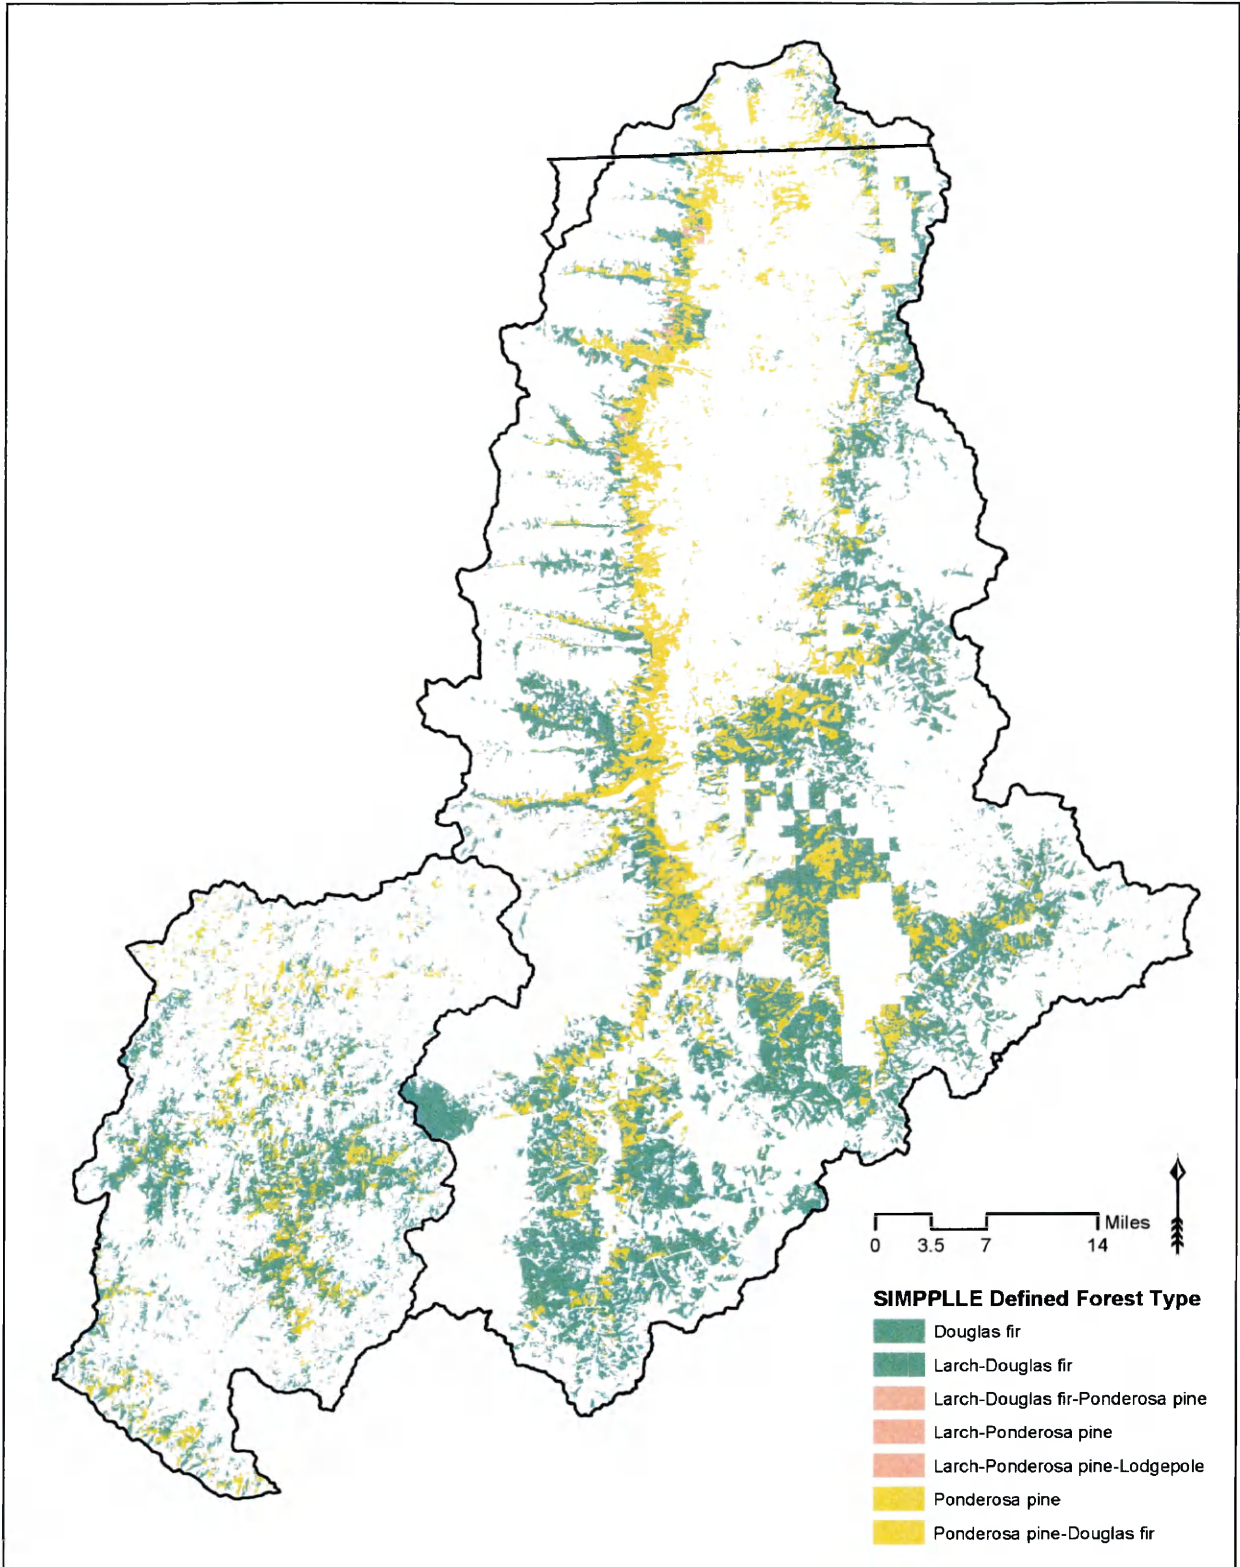 Miles
0 3.5 7 14
SIMPPLLE Defined Forest Type
Douglas fir
Larch-Douglas fir
Larch-Douglas fir-Ponderosa pine
Larch-Ponderosa pine
Larch-Ponderosa pine-Lodgepole
Ponderosa pine
Ponderosa pine-Douglas fir